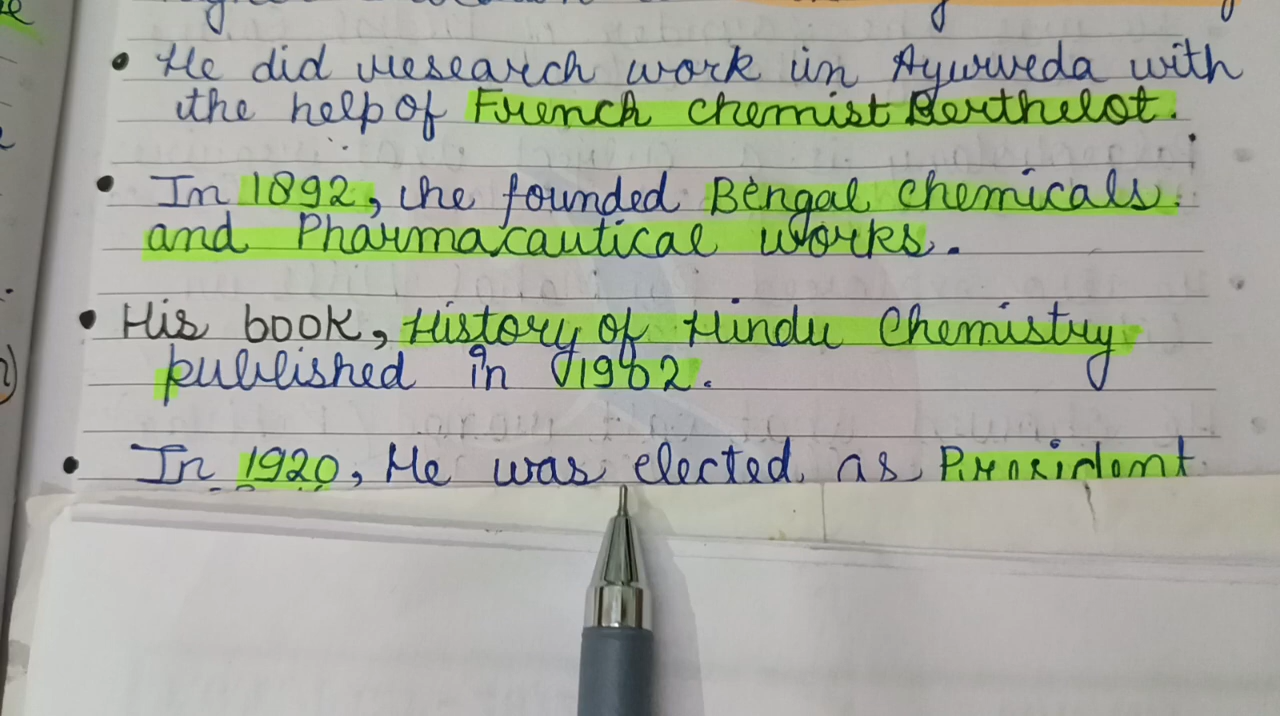 • He did research work in Ayurveda with
the help of French chemist Berthelot.
• In 1892, he founded Bengal chemicals
and Pharmacautical works.
• His book, History of Hindu Chemistry
published in 1902.
• In 1920, He was elected as President